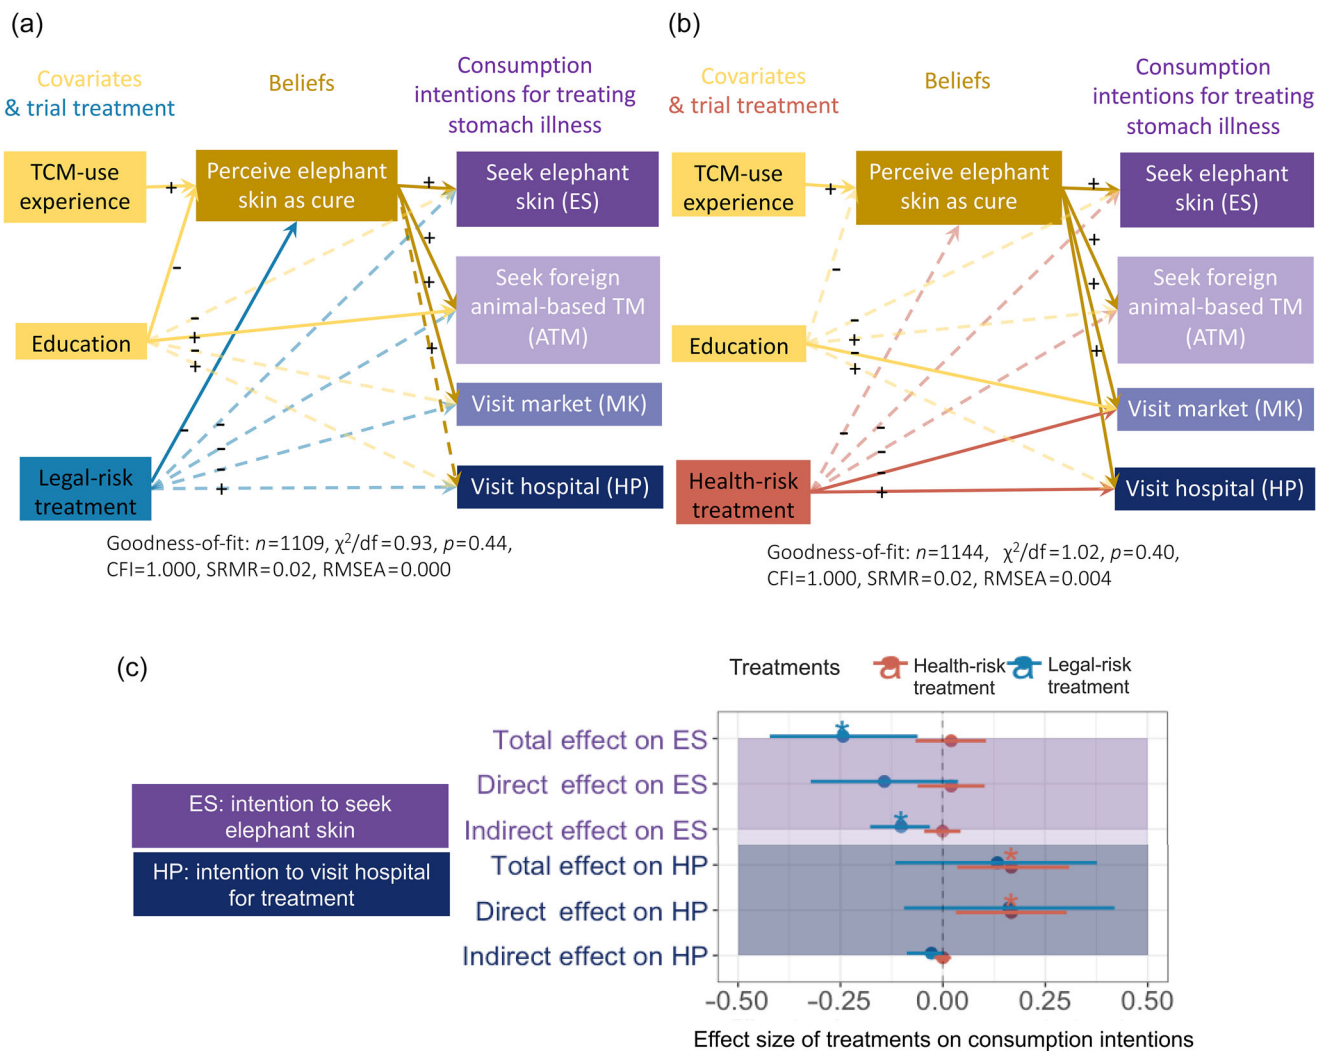 (a)
Covariates
& trial treatment
Beliefs
Consumption
intentions for treating
stomach illness
TCM-use
experience
+
Perceive elephant
skin as cure
+
Seek elephant
skin (ES)
+
-
+
Seek foreign
animal-based TM
(ATM)
Education
-
+
-
+
+
Visit market (MK)
-
-
-
-
+
Legal-risk
treatment
Visit hospital (HP)
Goodness-of-fit: n=1109, χ²/df=0.93, p=0.44,
CFI=1.000, SRMR=0.02, RMSEA=0.000
(b)
Covariates
& trial treatment
Beliefs
Consumption
intentions for treating
stomach illness
TCM-use
experience
+
Perceive elephant
skin as cure
+
Seek elephant
skin (ES)
+
-
+
Seek foreign
animal-based TM
(ATM)
Education
-
+
-
+
+
Visit market (MK)
-
-
-
-
+
Health-risk
treatment
Visit hospital (HP)
Goodness-of-fit: n=1144, χ²/df=1.02, p=0.40,
CFI=1.000, SRMR=0.02, RMSEA=0.004
(c)
Treatments
a
Health-risk
treatment
a
Legal-risk
treatment
ES: intention to seek
elephant skin
HP: intention to visit hospital
for treatment
Total effect on ES
*
Direct effect on ES
Indirect effect on ES
*
Total effect on HP
*
Direct effect on HP
*
Indirect effect on HP
−0.50 −0.25 0.00 0.25 0.50
Effect size of treatments on consumption intentions